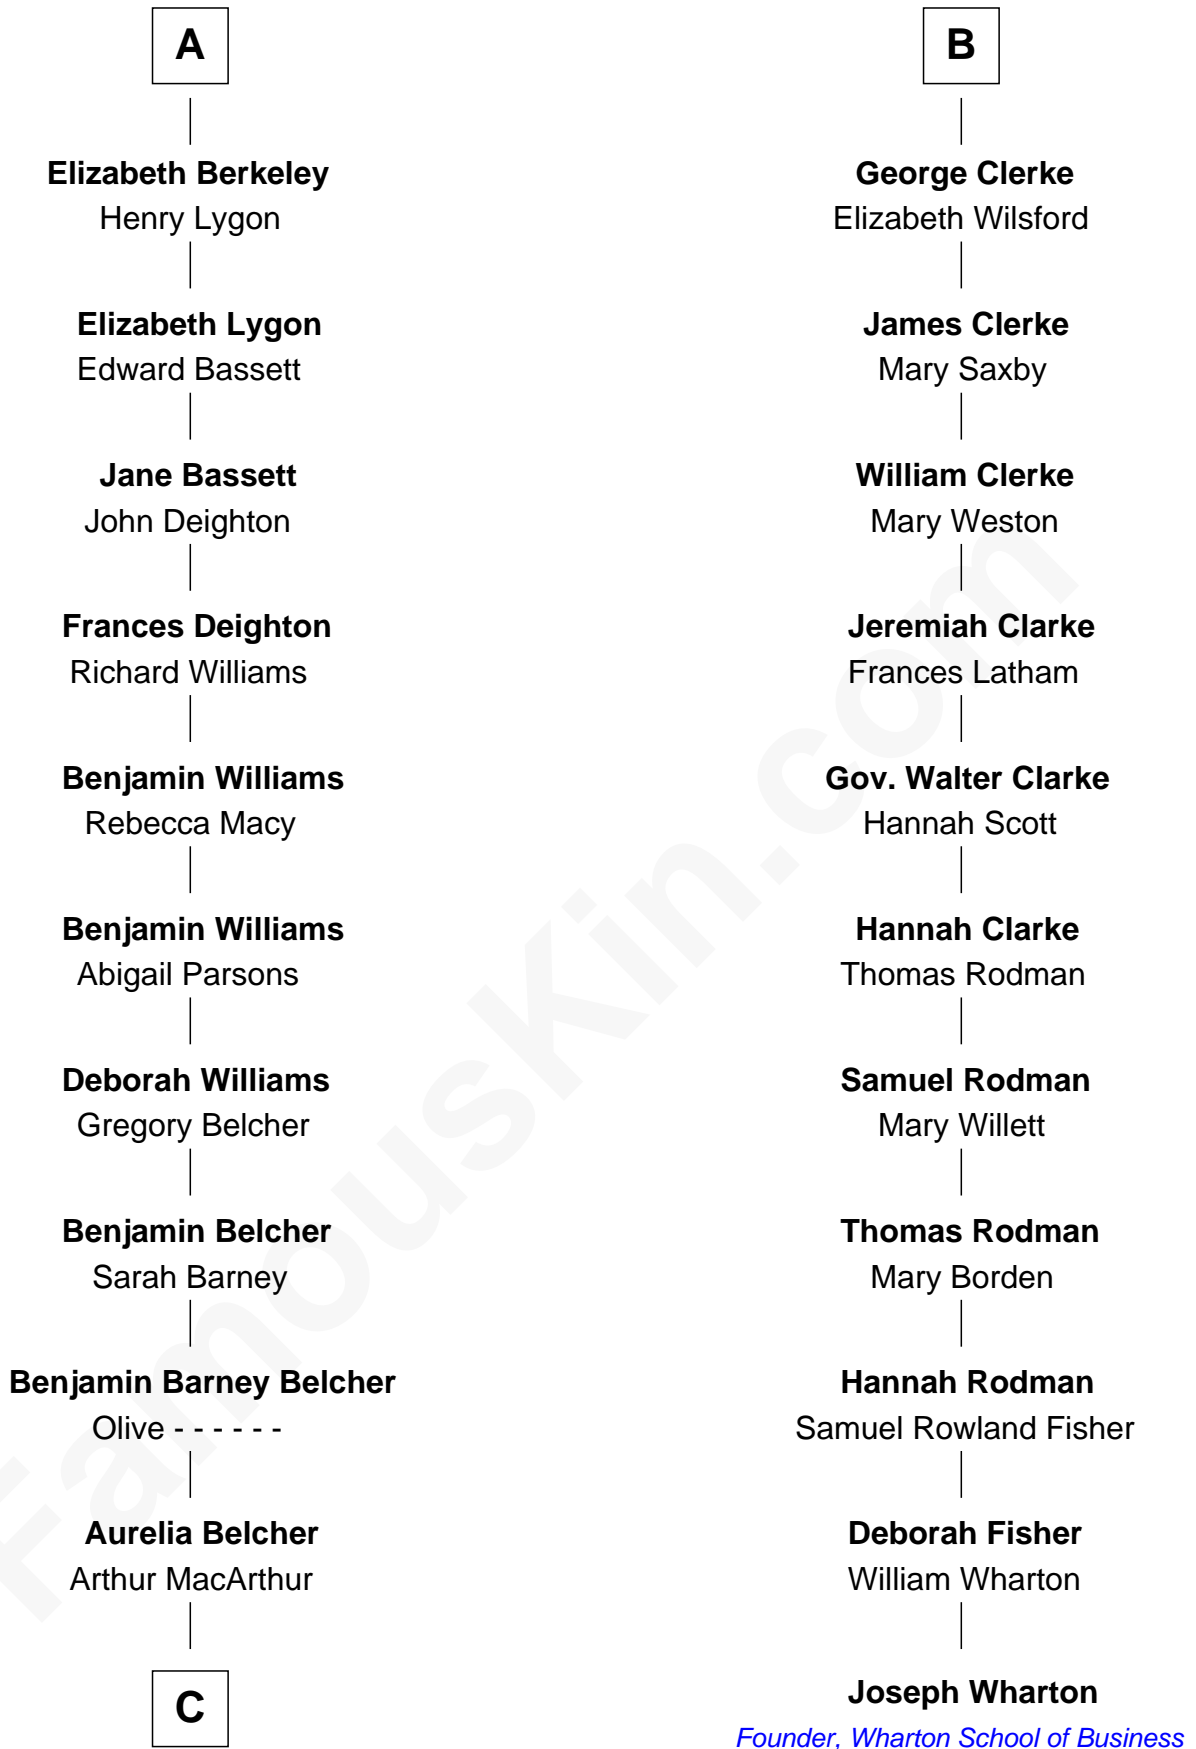 A
Elizabeth Berkeley
Henry Lygon
Elizabeth Lygon
Edward Bassett
Jane Bassett
John Deighton
Frances Deighton
Richard Williams
Benjamin Williams
Rebecca Macy
Benjamin Williams
Abigail Parsons
Deborah Williams
Gregory Belcher
Benjamin Belcher
Sarah Barney
Benjamin Barney Belcher
Olive - - - - - -
Aurelia Belcher
Arthur MacArthur
C
B
George Clerke
Elizabeth Wilsford
James Clerke
Mary Saxby
William Clerke
Mary Weston
Jeremiah Clarke
Frances Latham
Gov. Walter Clarke
Hannah Scott
Hannah Clarke
Thomas Rodman
Samuel Rodman
Mary Willett
Thomas Rodman
Mary Borden
Hannah Rodman
Samuel Rowland Fisher
Deborah Fisher
William Wharton
Joseph Wharton
Founder, Wharton School of Business
FamousKin.com